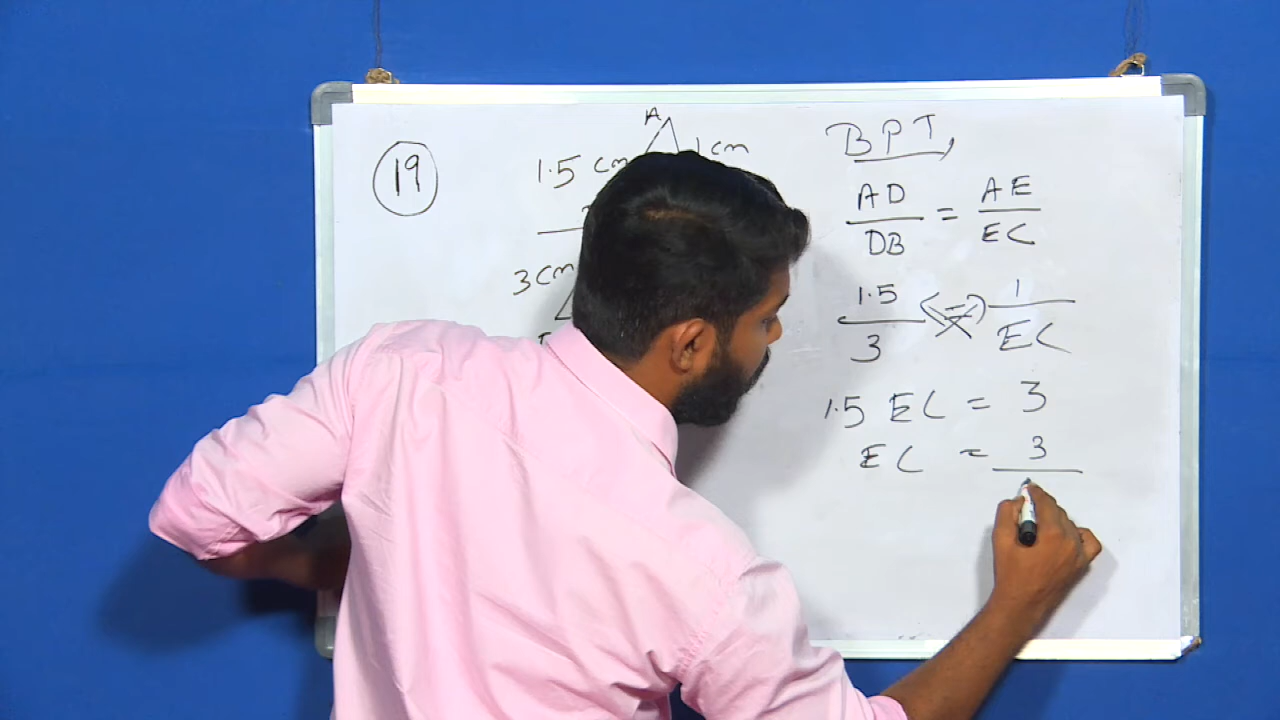 19
A
1.5 cm
1 cm
3 cm
BPT,
AD/DB = AE/EC
1.5/3 = 1/EC
1.5 EC = 3
EC = 3